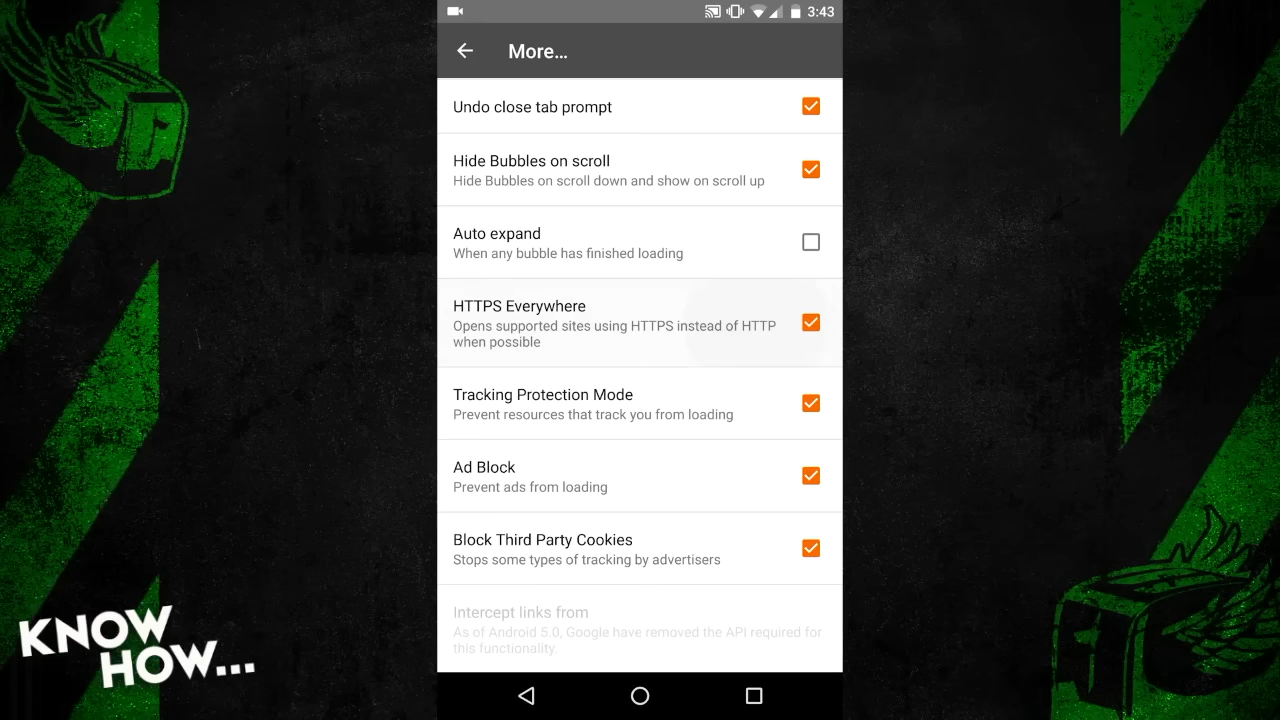 3:43
More...
Undo close tab prompt
Hide Bubbles on scroll
Hide Bubbles on scroll down and show on scroll up
Auto expand
When any bubble has finished loading
HTTPS Everywhere
Opens supported sites using HTTPS instead of HTTP
when possible
Tracking Protection Mode
Prevent resources that track you from loading
Ad Block
Prevent ads from loading
Block Third Party Cookies
Stops some types of tracking by advertisers
Intercept links from
As of Android 5.0, Google have removed the API required for
this functionality.
KNOW
HOW...